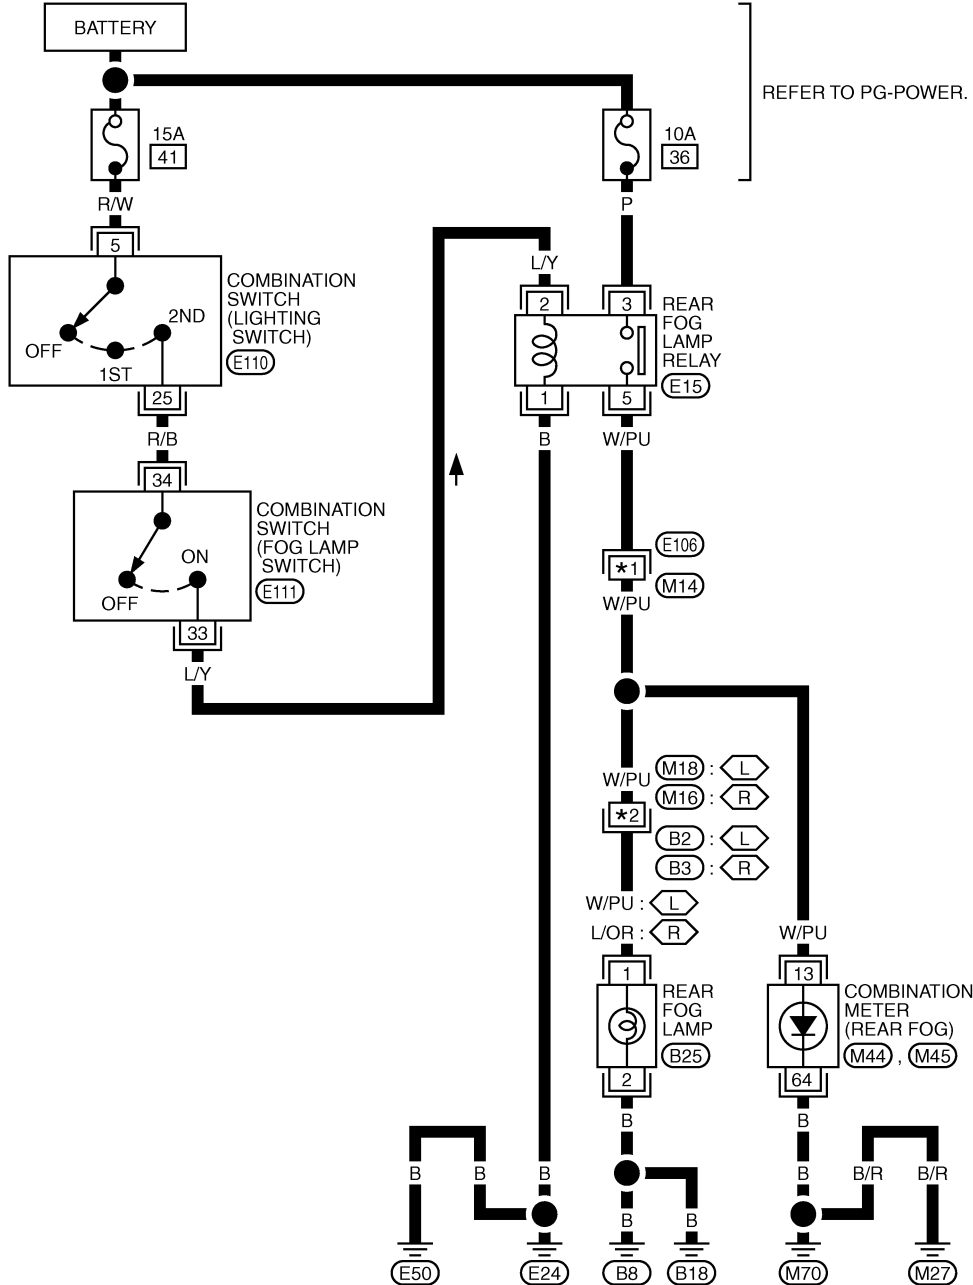 BATTERY
REFER TO PG-POWER.
15A
41
10A
36
R/W
P
5
L/Y
2
3
COMBINATION
SWITCH
(LIGHTING
SWITCH)
E110
OFF
1ST
2ND
REAR
FOG
LAMP
RELAY
E15
25
1
5
R/B
B
W/PU
34
COMBINATION
SWITCH
(FOG LAMP
SWITCH)
E111
ON
OFF
E106
*1
M14
W/PU
33
L/Y
W/PU
M18 : L
M16 : R
*2
B2 : L
B3 : R
W/PU : L
L/OR : R
W/PU
1
13
REAR
FOG
LAMP
B25
COMBINATION
METER
(REAR FOG)
M44 , M45
2
64
B
B
B
B
B
B
B/R
B/R
B
B
E50
E24
B8
B18
M70
M27